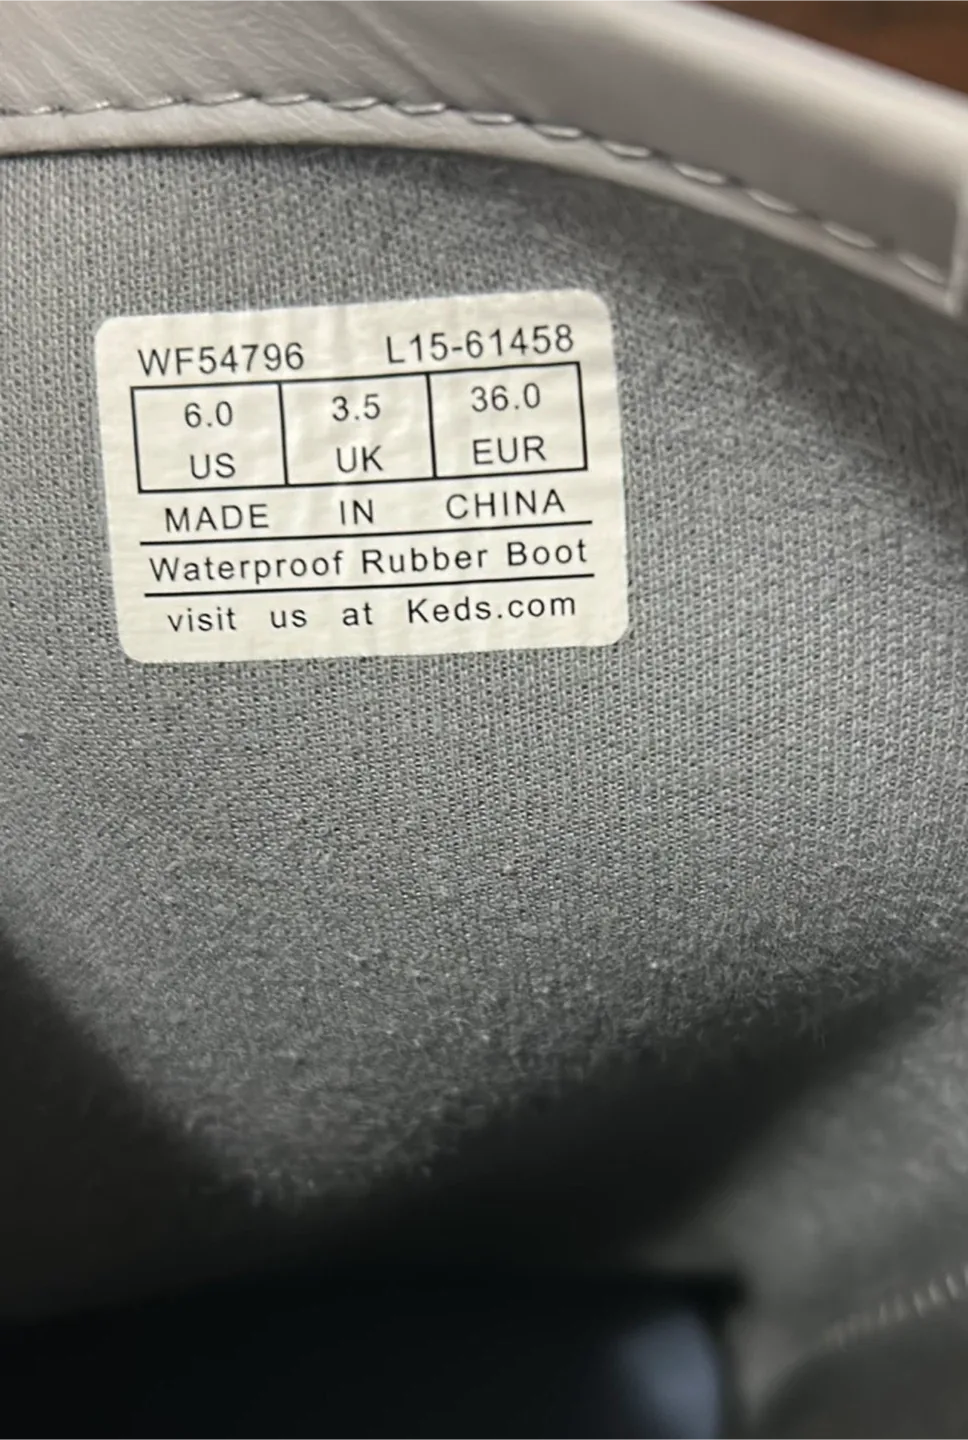 WF54796 L15-61458
6.0 3.5 36.0
US UK EUR
MADE IN CHINA
Waterproof Rubber Boot
visit us at Keds.com